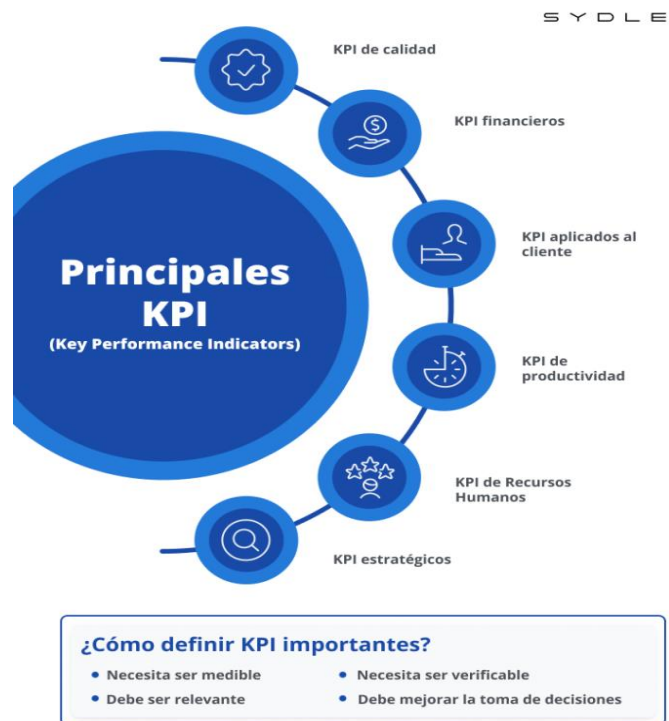 SYDLE
KPI de calidad
KPI financieros
KPI aplicados al
cliente
Principales
KPI
(Key Performance Indicators)
KPI de
productividad
KPI de Recursos
Humanos
KPI estratégicos
¿Cómo definir KPI importantes?
• Necesita ser medible
• Necesita ser verificable
• Debe ser relevante
• Debe mejorar la toma de decisiones